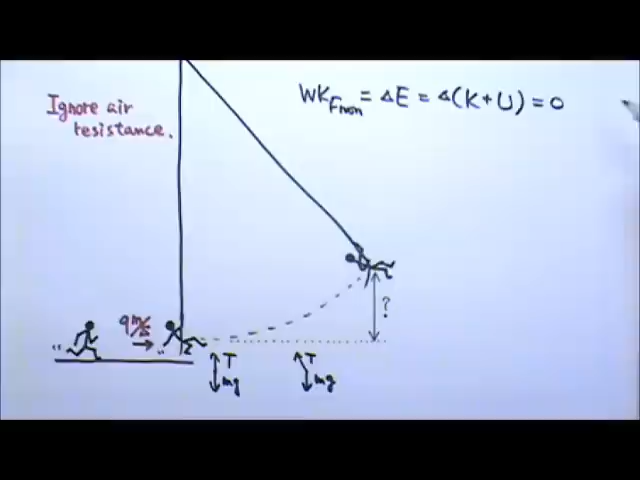 Ignore air
resistance.
WK_Fnon = ΔE = Δ(K+U) = 0
9 m/s
?
T
mg
T
mg